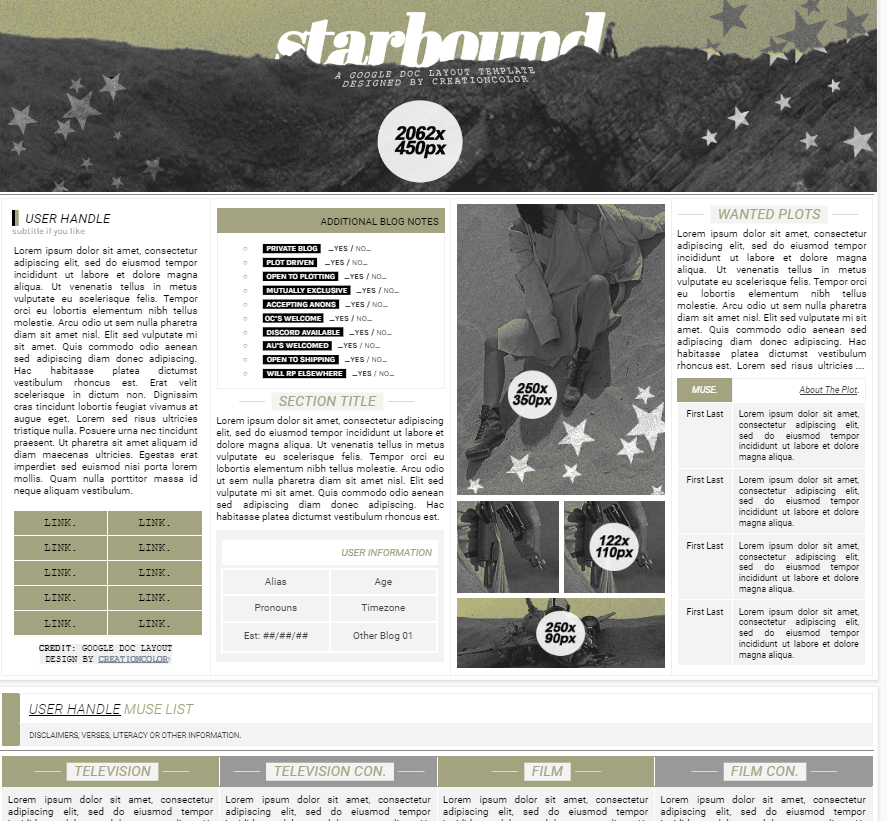 starbound
A GOOGLE DOC LAYOUT TEMPLATE
DESIGNED BY CREATIONCOLOR
2062x
450px
USER HANDLE
subtitle if you like
Lorem ipsum dolor sit amet, consectetur
adipiscing elit, sed do eiusmod tempor
incididunt ut labore et dolore magna
aliqua. Ut venenatis tellus in metus
vulputate eu scelerisque felis. Tempor
orci eu lobortis elementum nibh tellus
molestie. Arcu odio ut sem nulla pharetra
diam sit amet nisl. Elit sed vulputate mi
sit amet. Quis commodo odio aenean
sed adipiscing diam donec adipiscing.
Hac habitasse platea dictumst
vestibulum rhoncus est. Erat velit
scelerisque in dictum non. Dignissim
cras tincidunt lobortis feugiat vivamus at
augue eget. Lorem sed risus ultricies
tristique nulla. Posuere urna nec tincidunt
praesent. Ut pharetra sit amet aliquam id
diam maecenas ultricies. Egestas erat
imperdiet sed euismod nisi porta lorem
mollis. Quam nulla porttitor massa id
neque aliquam vestibulum.
LINK. LINK.
LINK. LINK.
LINK. LINK.
LINK. LINK.
LINK. LINK.
CREDIT: GOOGLE DOC LAYOUT
DESIGN BY CREATIONCOLOR!
ADDITIONAL BLOG NOTES
PRIVATE BLOG ...YES / NO...
PLOT DRIVEN ...YES / NO...
OPEN TO PLOTTING ...YES / NO...
MUTUALLY EXCLUSIVE ...YES / NO...
ACCEPTING ANONS ...YES / NO...
OC'S WELCOME ...YES / NO...
DISCORD AVAILABLE ...YES / NO...
AU'S WELCOMED ...YES / NO...
OPEN TO SHIPPING ...YES / NO...
WILL RP ELSEWHERE ...YES / NO...
SECTION TITLE
Lorem ipsum dolor sit amet, consectetur adipiscing
elit, sed do eiusmod tempor incididunt ut labore et
dolore magna aliqua. Ut venenatis tellus in metus
vulputate eu scelerisque felis. Tempor orci eu
lobortis elementum nibh tellus molestie. Arcu odio
ut sem nulla pharetra diam sit amet nisl. Elit sed
vulputate mi sit amet. Quis commodo odio aenean
sed adipiscing diam donec adipiscing. Hac
habitasse platea dictumst vestibulum rhoncus est.
USER INFORMATION
Alias Age
Pronouns Timezone
Est: ##/##/## Other Blog 01
250x
350px
122x
110px
250x
90px
WANTED PLOTS
Lorem ipsum dolor sit amet, consectetur
adipiscing elit, sed do eiusmod tempor
incididunt ut labore et dolore magna
aliqua. Ut venenatis tellus in metus
vulputate eu scelerisque felis. Tempor orci
eu lobortis elementum nibh tellus
molestie. Arcu odio ut sem nulla pharetra
diam sit amet nisl. Elit sed vulputate mi sit
amet. Quis commodo odio aenean sed
adipiscing diam donec adipiscing. Hac
habitasse platea dictumst vestibulum
rhoncus est. Lorem sed risus ultricies ....
MUSE. About The Plot.
First Last
Lorem ipsum dolor sit amet,
consectetur adipiscing elit,
sed do eiusmod tempor
incididunt ut labore et dolore
magna aliqua.
First Last
Lorem ipsum dolor sit amet,
consectetur adipiscing elit,
sed do eiusmod tempor
incididunt ut labore et dolore
magna aliqua.
First Last
Lorem ipsum dolor sit amet,
consectetur adipiscing elit,
sed do eiusmod tempor
incididunt ut labore et dolore
magna aliqua.
First Last
Lorem ipsum dolor sit amet,
consectetur adipiscing elit,
sed do eiusmod tempor
incididunt ut labore et dolore
magna aliqua.
USER HANDLE MUSE LIST
DISCLAIMERS, VERSES, LITERACY OR OTHER INFORMATION.
TELEVISION
Lorem ipsum dolor sit amet, consectetur
adipiscing elit, sed do eiusmod tempor
TELEVISION CON.
Lorem ipsum dolor sit amet, consectetur
adipiscing elit, sed do eiusmod tempor
FILM
Lorem ipsum dolor sit amet, consectetur
adipiscing elit, sed do eiusmod tempor
FILM CON.
Lorem ipsum dolor sit amet, consectetur
adipiscing elit, sed do eiusmod tempor